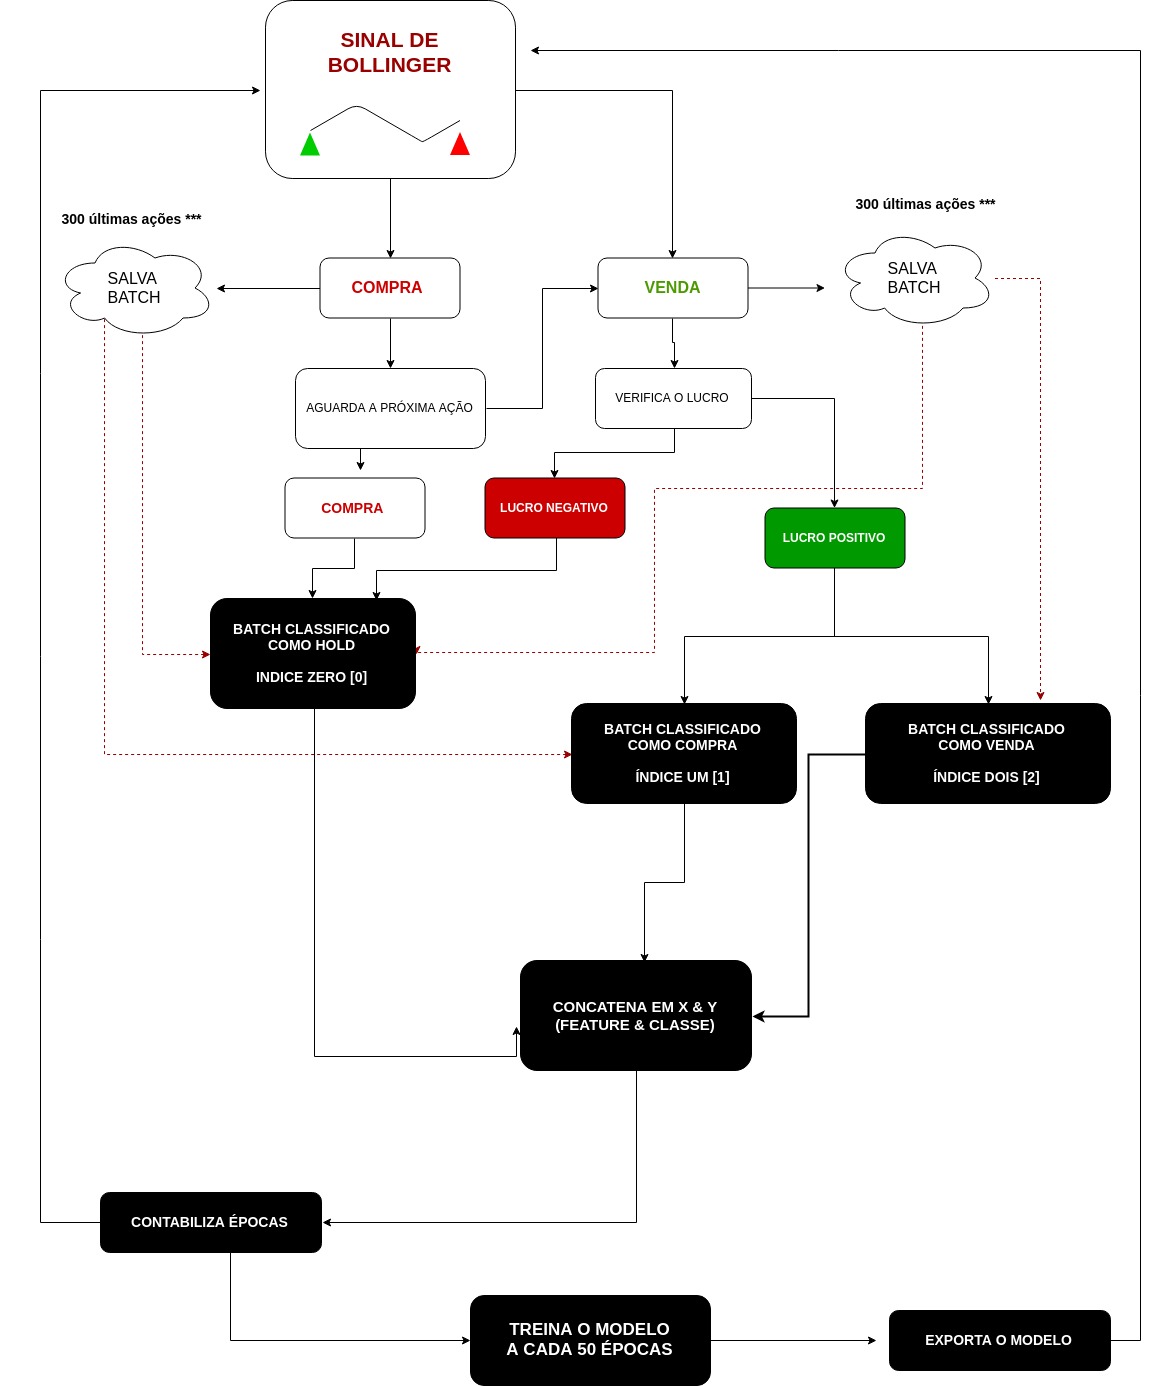 SINAL DE
BOLLINGER
300 últimas ações ***
300 últimas ações ***
SALVA
BATCH
COMPRA
VENDA
SALVA
BATCH
AGUARDA A PRÓXIMA AÇÃO
VERIFICA O LUCRO
COMPRA
LUCRO NEGATIVO
LUCRO POSITIVO
BATCH CLASSIFICADO
COMO HOLD
INDICE ZERO [0]
BATCH CLASSIFICADO
COMO COMPRA
ÍNDICE UM [1]
BATCH CLASSIFICADO
COMO VENDA
ÍNDICE DOIS [2]
CONCATENA EM X & Y
(FEATURE & CLASSE)
CONTABILIZA ÉPOCAS
TREINA O MODELO
A CADA 50 ÉPOCAS
EXPORTA O MODELO